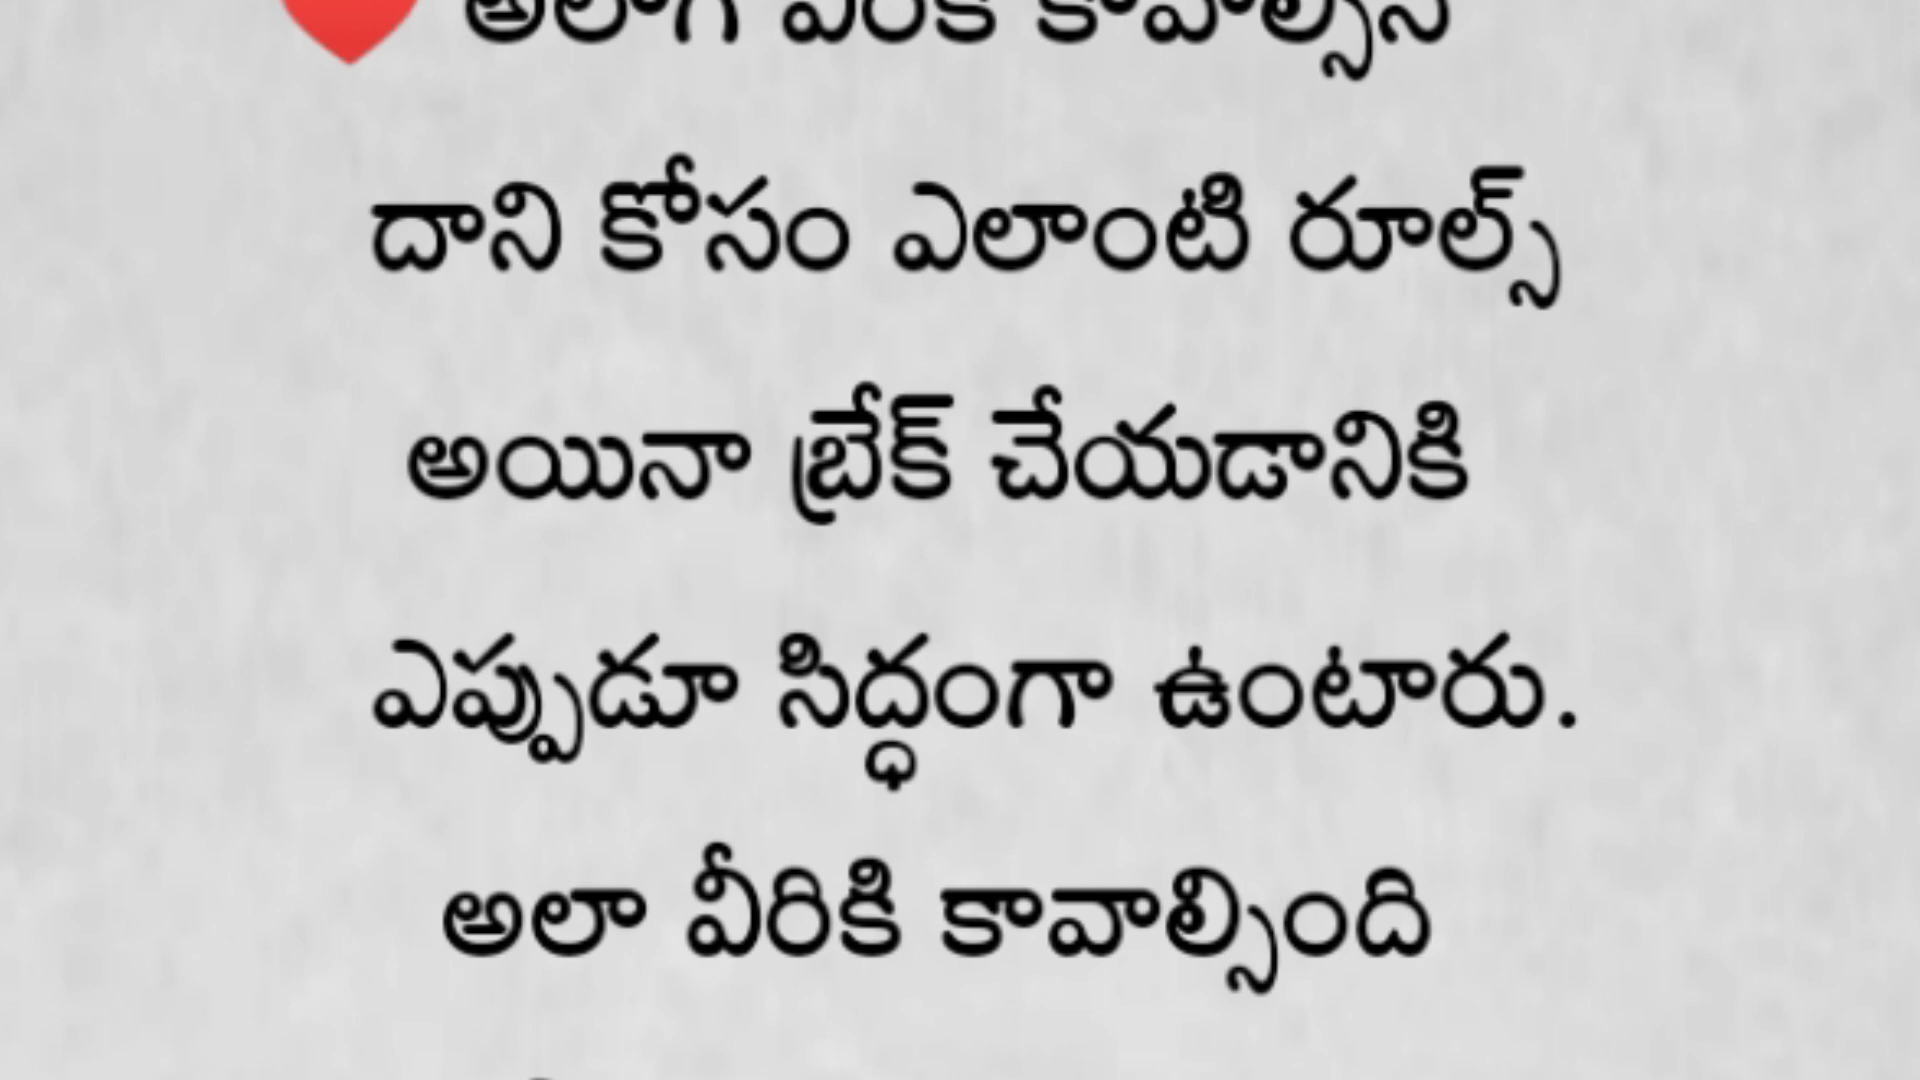 దాని కోసం ఎలాంటి రూల్స్
అయినా బ్రేక్ చేయడానికి
ఎప్పుడూ సిద్ధంగా ఉంటారు.
అలా వీరికి కావాల్సింది